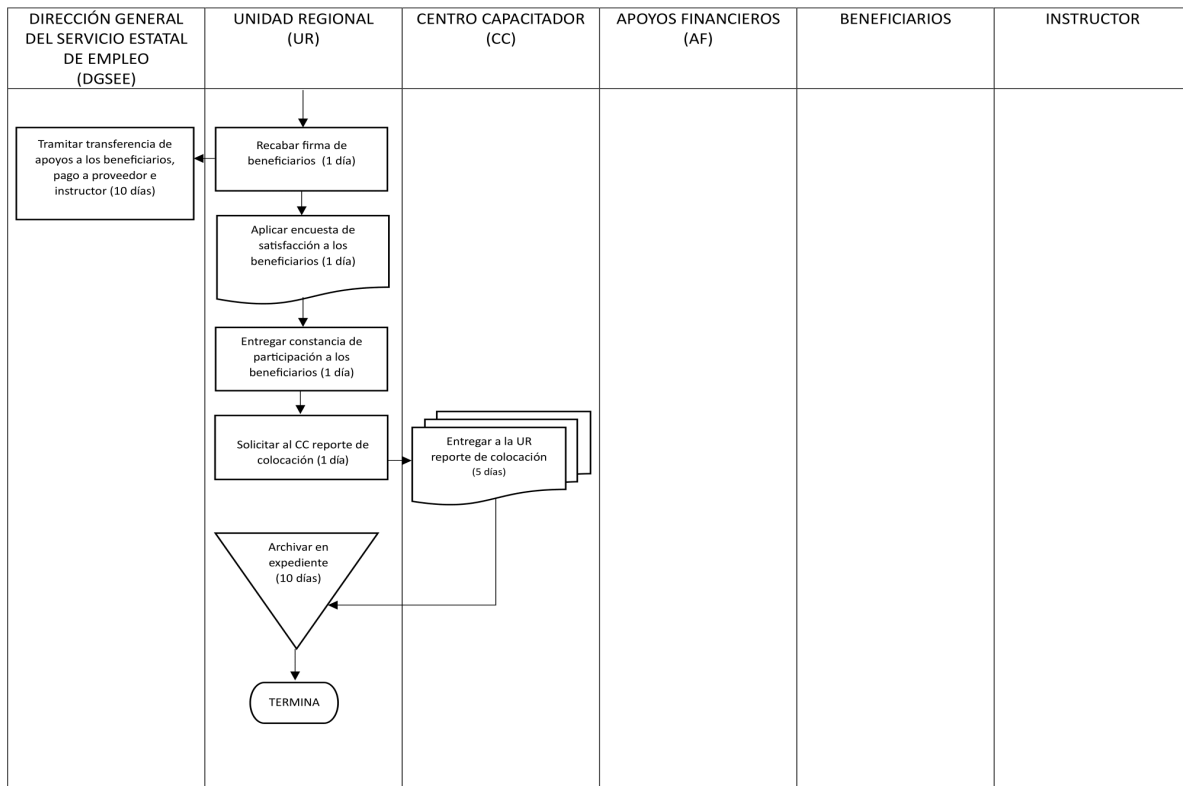 DIRECCIÓN GENERAL
DEL SERVICIO ESTATAL
DE EMPLEO
(DGSEE)
UNIDAD REGIONAL
(UR)
CENTRO CAPACITADOR
(CC)
APOYOS FINANCIEROS
(AF)
BENEFICIARIOS
INSTRUCTOR
Tramitar transferencia de
apoyos a los beneficiarios,
pago a proveedor e
instructor (10 días)
Recabar firma de
beneficiarios (1 día)
Aplicar encuesta de
satisfacción a los
beneficiarios (1 día)
Entregar constancia de
participación a los
beneficiarios (1 día)
Solicitar al CC reporte de
colocación (1 día)
Entregar a la UR
reporte de colocación
(5 días)
Archivar en
expediente
(10 días)
TERMINA